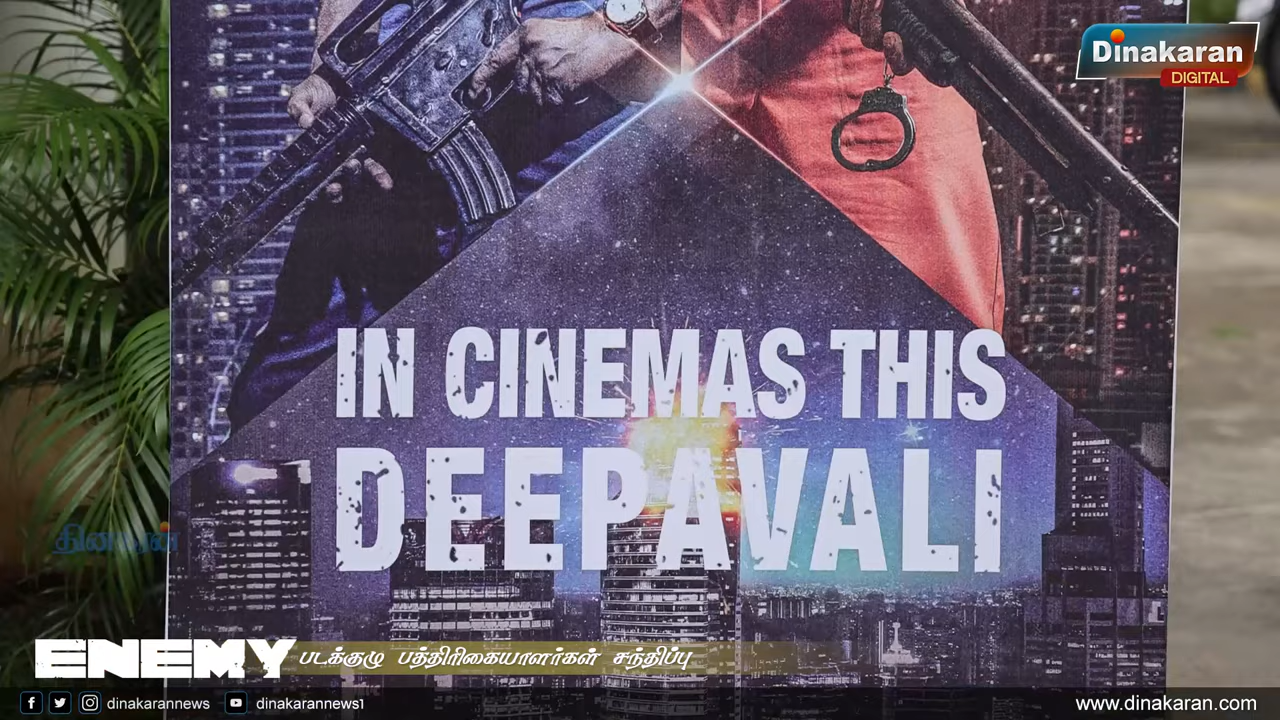 Dinakaran
DIGITAL
IN CINEMAS THIS
DEEPAVALI
ENEMY படக்குழு பத்திரிகையாளர்கள் சந்திப்பு
dinakarannews dinakarannews1 www.dinakaran.com